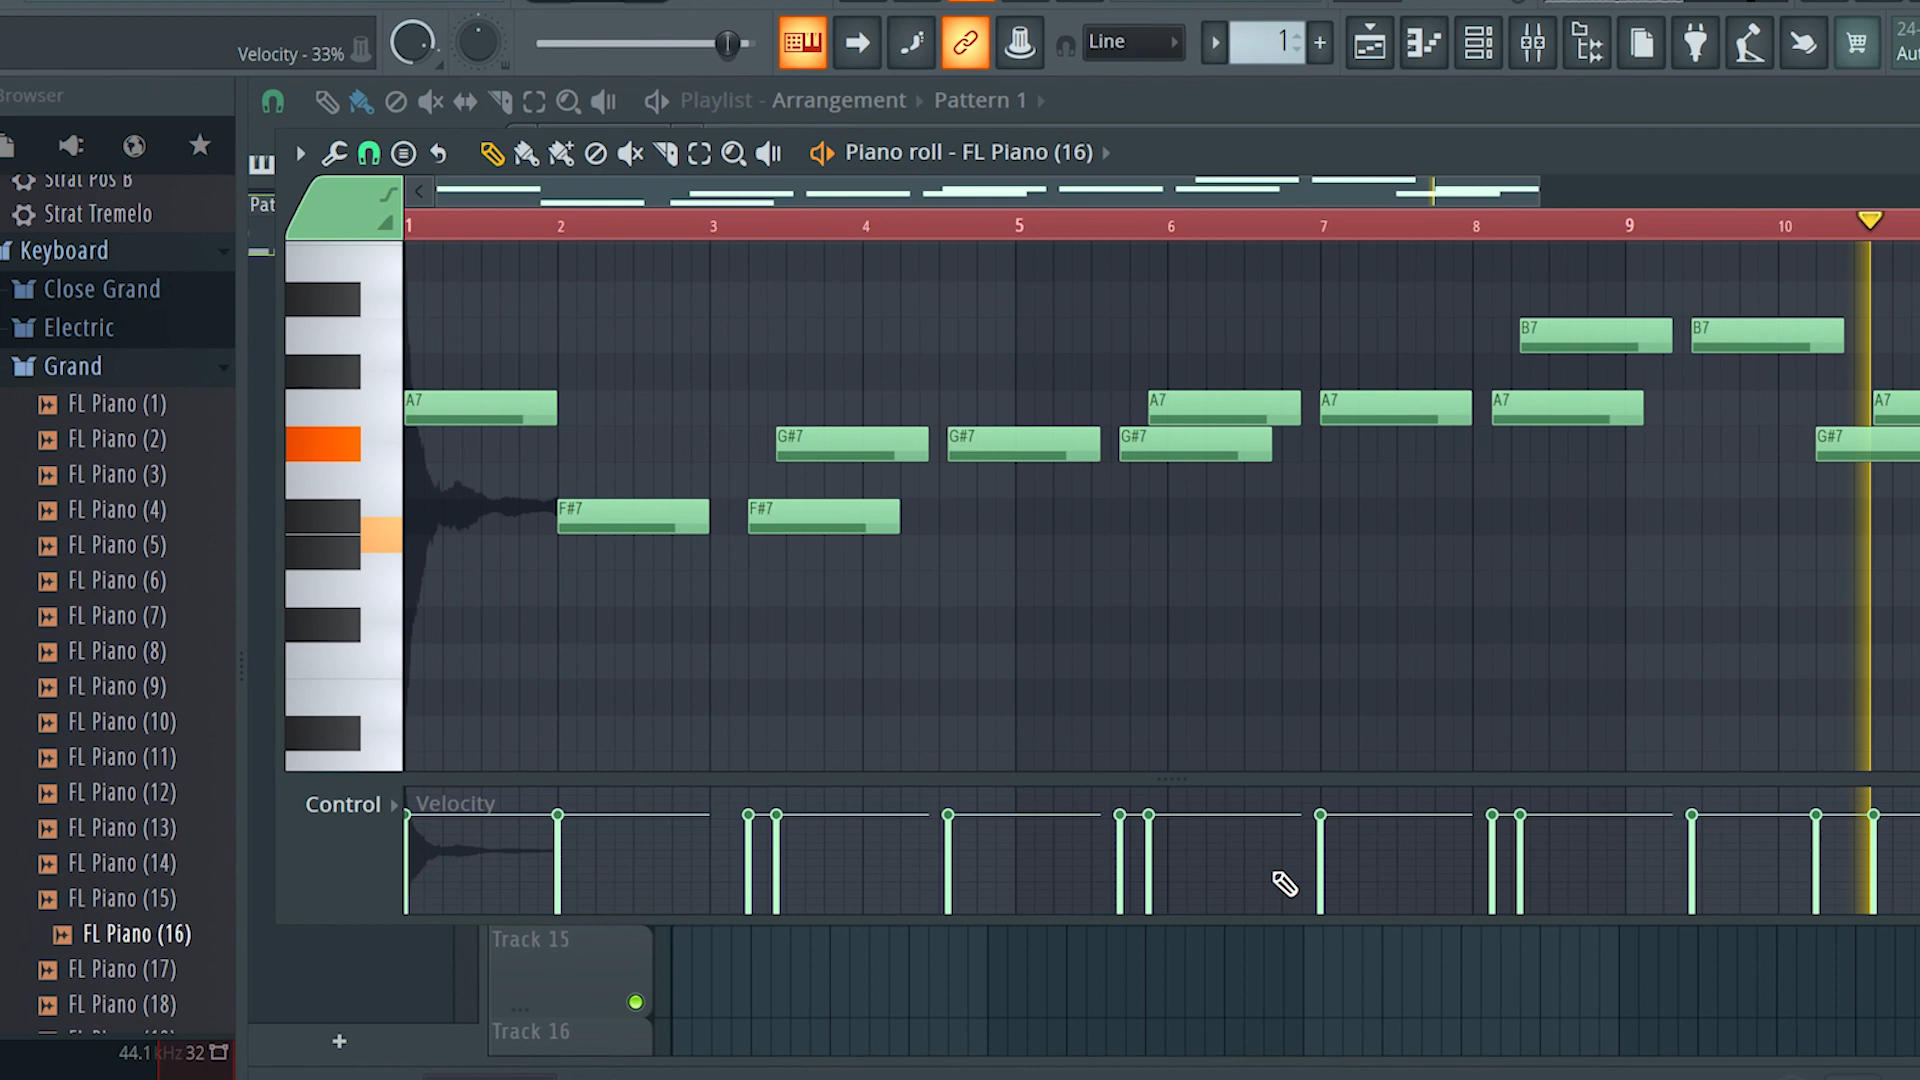 Velocity - 33%
Line
1
24-
Aut
Browser
Playlist - Arrangement Pattern 1
Piano roll - FL Piano (16)
Strat Pos B
Strat Tremelo
Keyboard
Close Grand
Electric
Grand
FL Piano (1)
FL Piano (2)
FL Piano (3)
FL Piano (4)
FL Piano (5)
FL Piano (6)
FL Piano (7)
FL Piano (8)
FL Piano (9)
FL Piano (10)
FL Piano (11)
FL Piano (12)
FL Piano (13)
FL Piano (14)
FL Piano (15)
FL Piano (16)
FL Piano (17)
FL Piano (18)
44.1 kHz 32
Pat
1 2 3 4 5 6 7 8 9 10
B7 B7
A7 A7 A7 A7 A7
G#7 G#7 G#7 G#7
F#7 F#7
Control Velocity
Track 15
Track 16